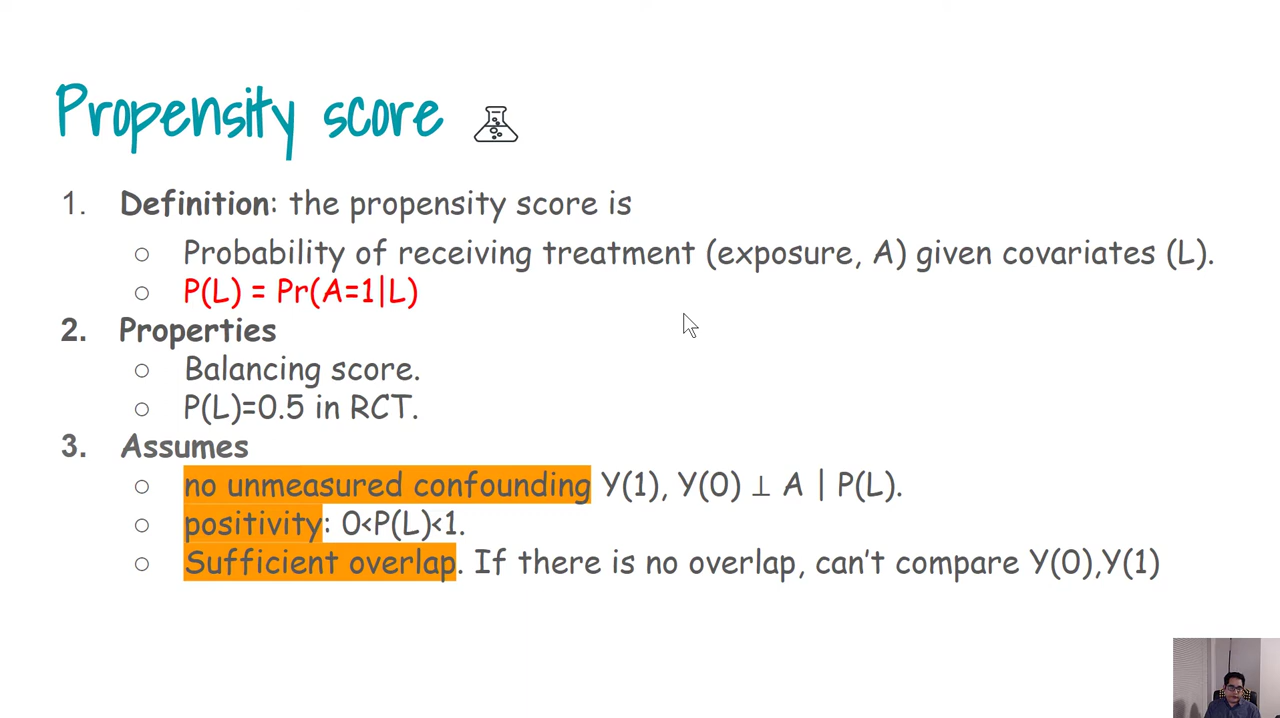 Propensity score
1. Definition: the propensity score is
○ Probability of receiving treatment (exposure, A) given covariates (L).
○ P(L) = Pr(A=1|L)
2. Properties
○ Balancing score.
○ P(L)=0.5 in RCT.
3. Assumes
○ no unmeasured confounding Y(1), Y(0) ⊥ A | P(L).
○ positivity: 0<P(L)<1.
○ Sufficient overlap. If there is no overlap, can't compare Y(0),Y(1)